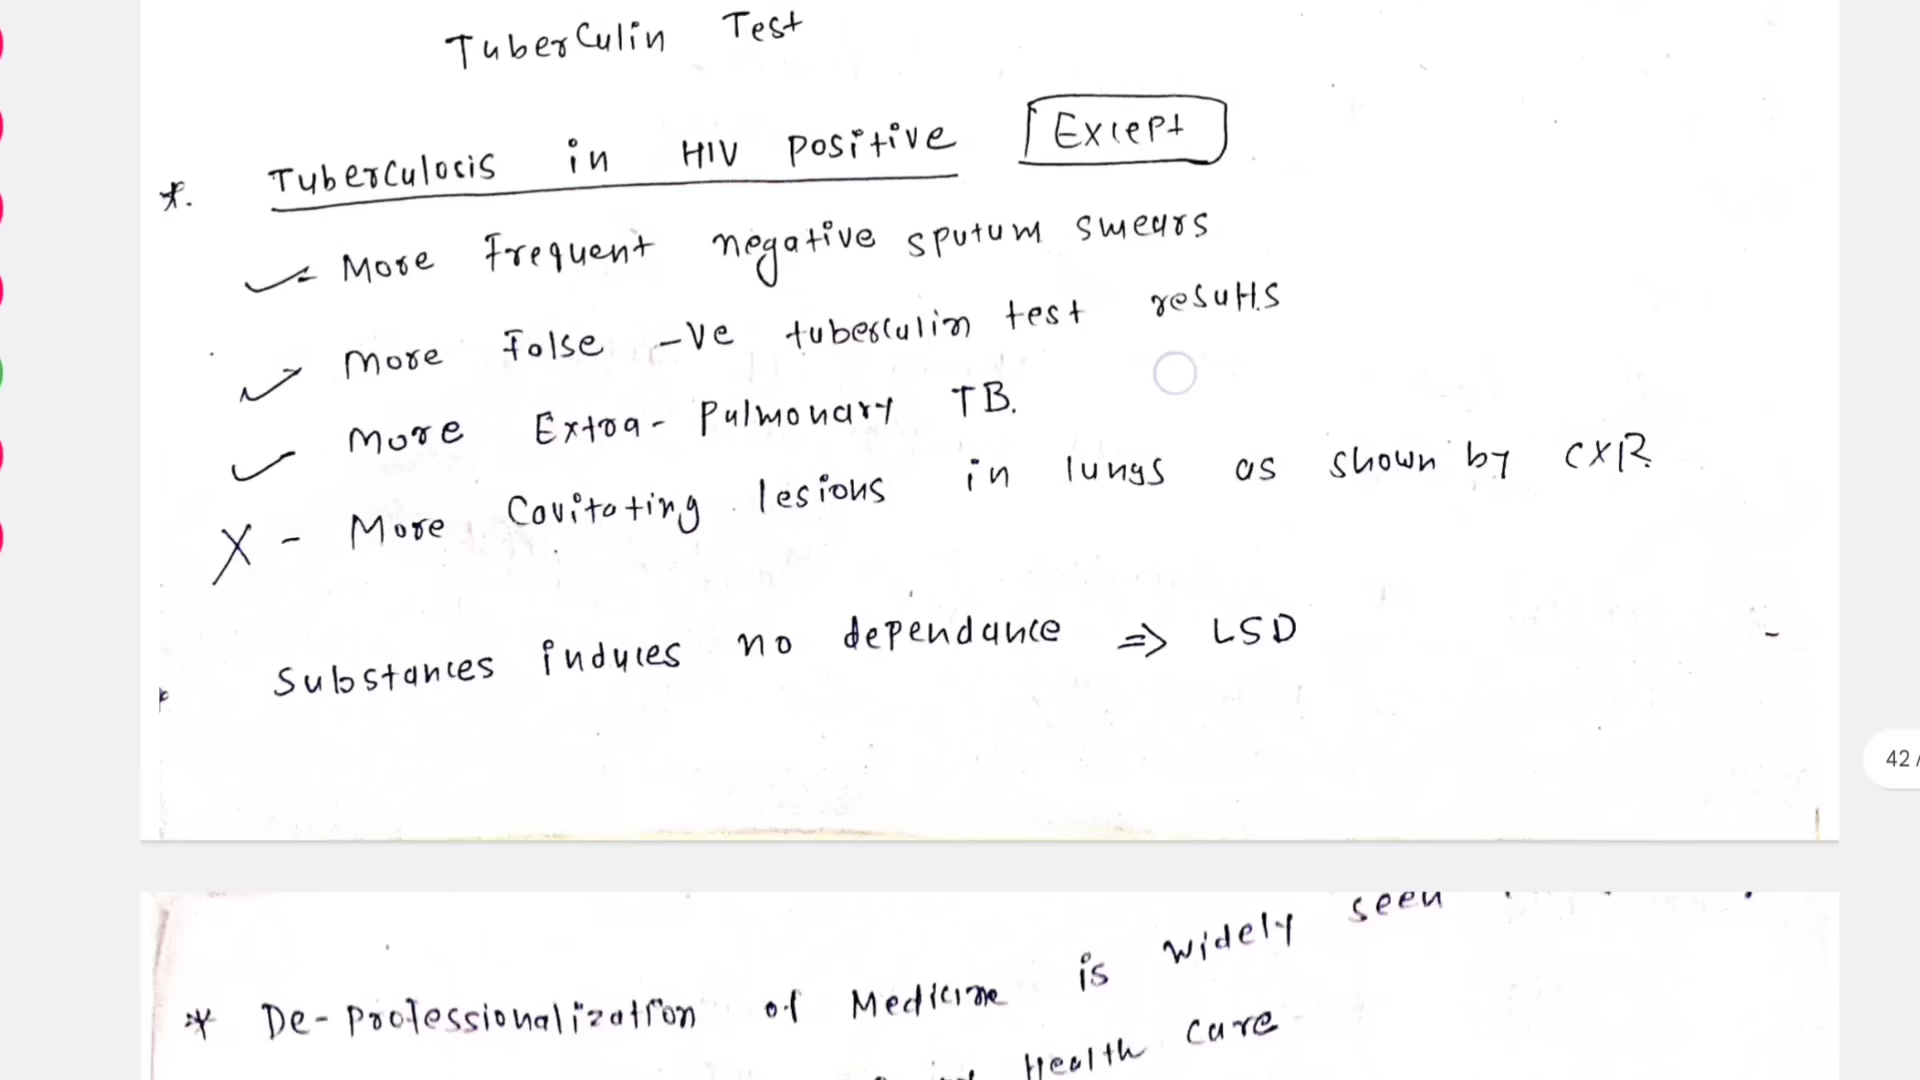 Tuberculin Test
*. Tuberculosis in HIV positive Except
- More Frequent negative sputum smears
More False -ve tuberculin test results
More Extra-Pulmonary TB.
X - More Cavitating lesions in lungs as shown by CXR
* Substances induces no dependance => LSD
42 /
* De-professionalization of Medicine is widely seen
Health care